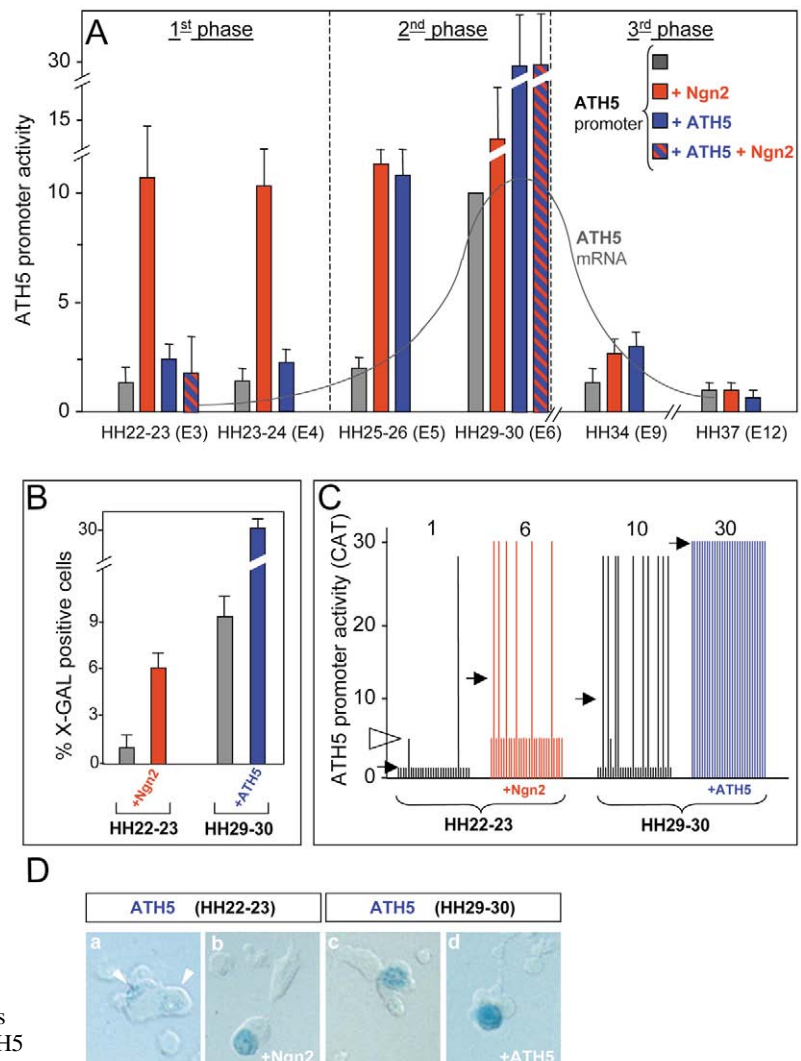 A
1st phase
2nd phase
3rd phase
ATH5 promoter activity
30
15
10
5
0
ATH5
promoter
+ Ngn2
+ ATH5
+ ATH5 + Ngn2
ATH5
mRNA
HH22-23 (E3)
HH23-24 (E4)
HH25-26 (E5)
HH29-30 (E6)
HH34 (E9)
HH37 (E12)
B
% X-GAL positive cells
30
9
6
3
0
+Ngn2
+ATH5
HH22-23
HH29-30
C
ATH5 promoter activity (CAT)
30
20
10
0
1
6
10
30
+Ngn2
+ATH5
HH22-23
HH29-30
D
ATH5 (HH22-23)
ATH5 (HH29-30)
a
b
c
d
+Ngn2
+ATH5
s
H5